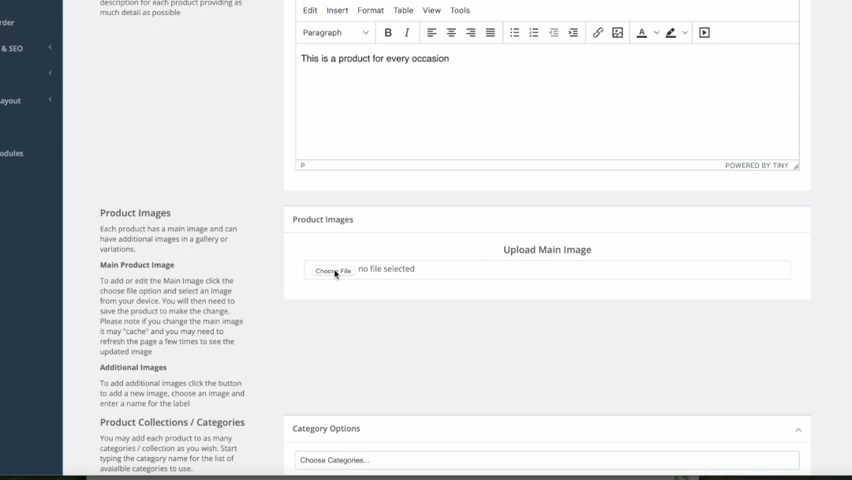 description for each product providing as
much detail as possible
rder
& SEO
ayout
odules
Edit Insert Format Table View Tools
Paragraph B I A
This is a product for every occasion
P POWERED BY TINY
Product Images
Each product has a main image and can
have additional images in a gallery or
variations.
Main Product Image
To add or edit the Main Image click the
choose file option and select an image
from your device. You will then need to
save the product to make the change.
Please note if you change the main image
it may "cache" and you may need to
refresh the page a few times to see the
updated image
Additional Images
To add additional images click the button
to add a new image, choose an image and
enter a name for the label
Product Collections / Categories
You may add each product to as many
categories / collection as you wish. Start
typing the category name for the list of
avaialble categories to use.
Product Images
Upload Main Image
Choose File no file selected
Category Options
Choose Categories...